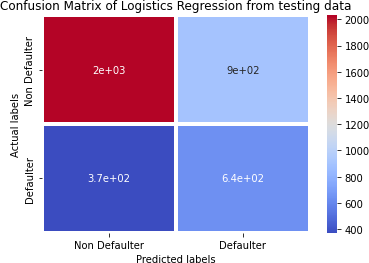 Confusion Matrix of Logistics Regression from testing data
Actual labels
Non Defaulter
2e+03
9e+02
Defaulter
3.7e+02
6.4e+02
Non Defaulter
Defaulter
Predicted labels
2000
1800
1600
1400
1200
1000
800
600
400